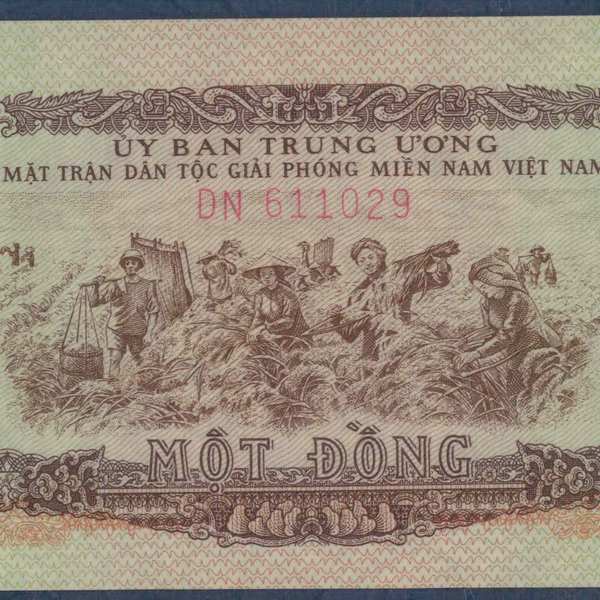 ỦY BAN TRUNG ƯƠNG
MẶT TRẬN DÂN TỘC GIẢI PHÓNG MIỀN NAM VIỆT NAM
DN 611029
MỘT ĐỒNG